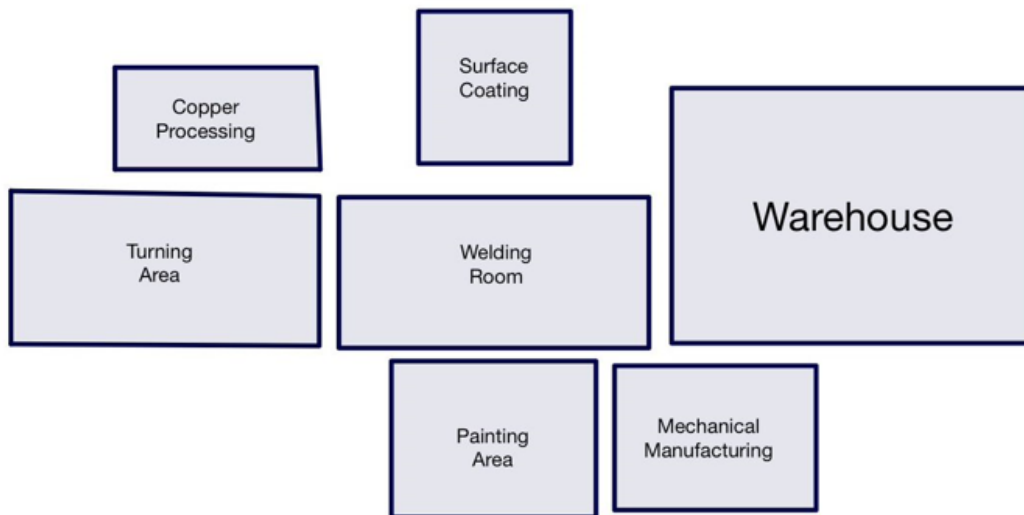 Surface
Coating
Copper
Processing
Warehouse
Turning
Area
Welding
Room
Painting
Area
Mechanical
Manufacturing